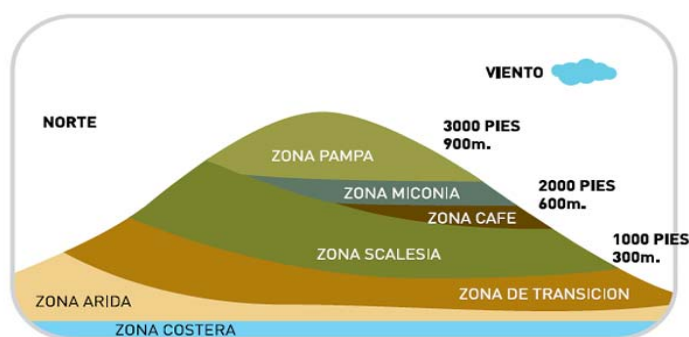 VIENTO
NORTE
3000 PIES
900m.
ZONA PAMPA
ZONA MICONIA
2000 PIES
600m.
ZONA CAFE
1000 PIES
300m.
ZONA SCALESIA
ZONA DE TRANSICION
ZONA ARIDA
ZONA COSTERA